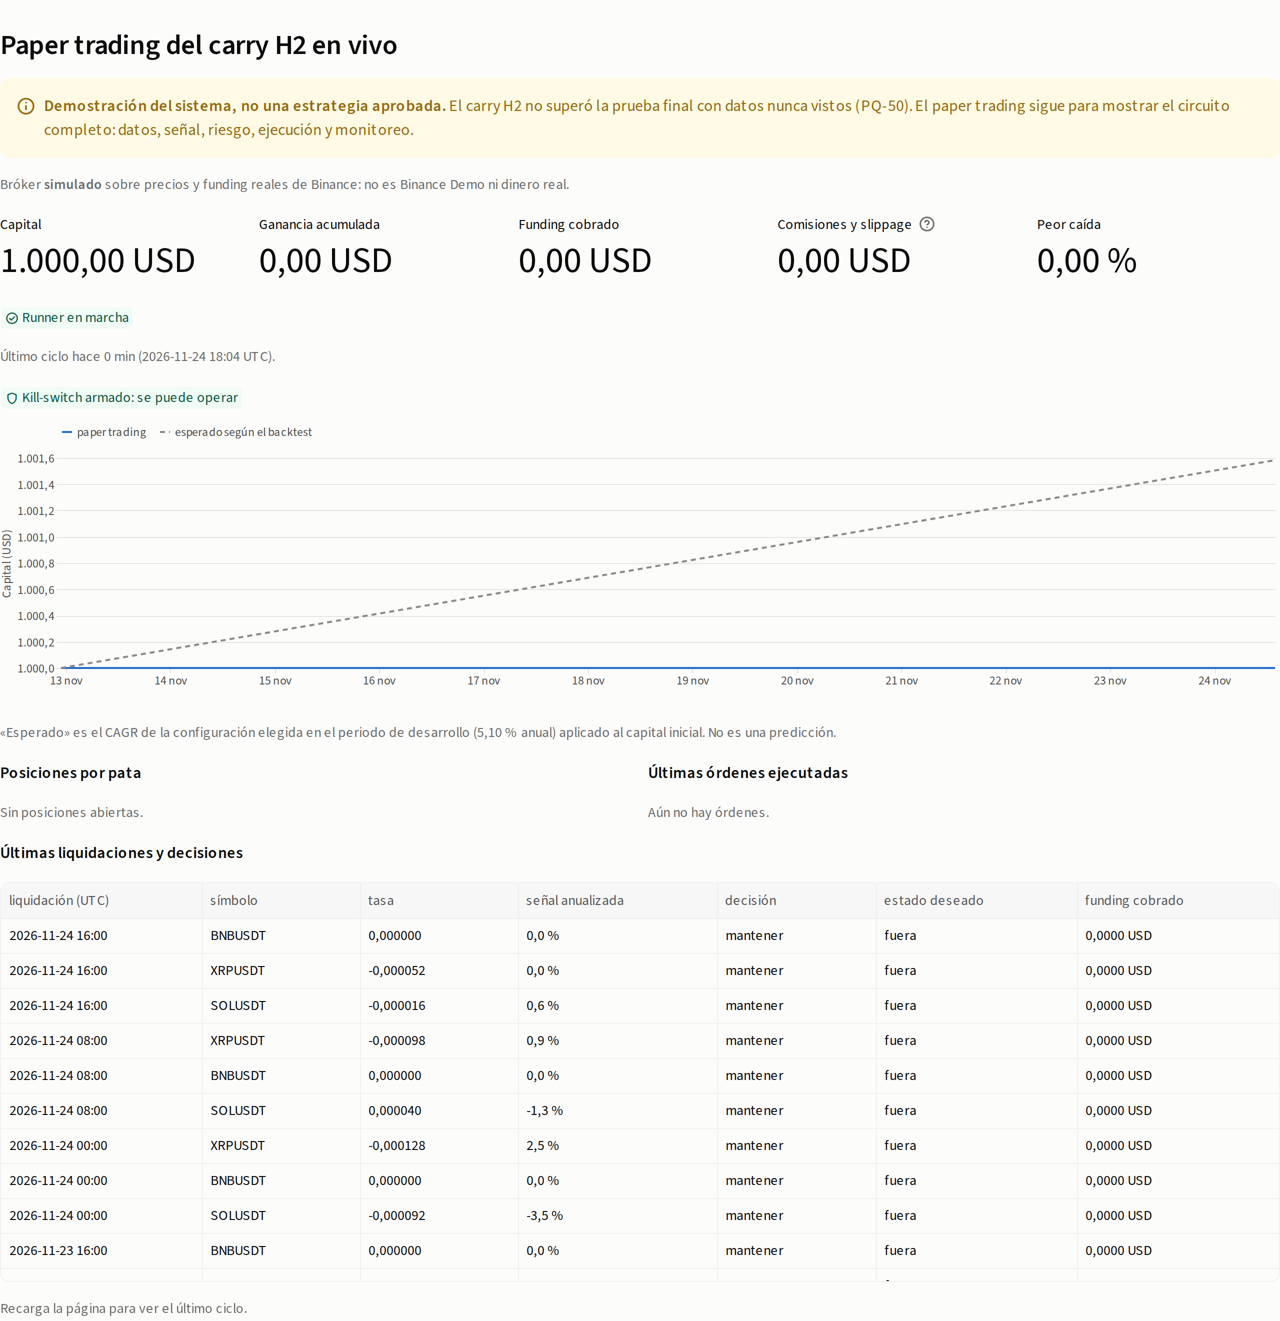 Paper trading del carry H2 en vivo
Demostración del sistema, no una estrategia aprobada. El carry H2 no superó la prueba final con datos nunca vistos (PQ-50). El paper trading sigue para mostrar el circuito
completo: datos, señal, riesgo, ejecución y monitoreo.
Bróker simulado sobre precios y funding reales de Binance: no es Binance Demo ni dinero real.
Capital Ganancia acumulada Funding cobrado Comisiones y slippage Peor caída
1.000,00 USD 0,00 USD 0,00 USD 0,00 USD 0,00 %
Runner en marcha
Último ciclo hace 0 min (2026-11-24 18:04 UTC).
Kill-switch armado: se puede operar
paper trading esperado según el backtest
1.001,6
1.001,4
1.001,2
1.001,0
1.000,8
1.000,6
1.000,4
1.000,2
1.000,0
Capital (USD)
13 nov 14 nov 15 nov 16 nov 17 nov 18 nov 19 nov 20 nov 21 nov 22 nov 23 nov 24 nov
«Esperado» es el CAGR de la configuración elegida en el periodo de desarrollo (5,10 % anual) aplicado al capital inicial. No es una predicción.
Posiciones por pata
Sin posiciones abiertas.
Últimas órdenes ejecutadas
Aún no hay órdenes.
Últimas liquidaciones y decisiones
liquidación (UTC) símbolo tasa señal anualizada decisión estado deseado funding cobrado
2026-11-24 16:00 BNBUSDT 0,000000 0,0 % mantener fuera 0,0000 USD
2026-11-24 16:00 XRPUSDT -0,000052 0,0 % mantener fuera 0,0000 USD
2026-11-24 16:00 SOLUSDT -0,000016 0,6 % mantener fuera 0,0000 USD
2026-11-24 08:00 XRPUSDT -0,000098 0,9 % mantener fuera 0,0000 USD
2026-11-24 08:00 BNBUSDT 0,000000 0,0 % mantener fuera 0,0000 USD
2026-11-24 08:00 SOLUSDT 0,000040 -1,3 % mantener fuera 0,0000 USD
2026-11-24 00:00 XRPUSDT -0,000128 2,5 % mantener fuera 0,0000 USD
2026-11-24 00:00 BNBUSDT 0,000000 0,0 % mantener fuera 0,0000 USD
2026-11-24 00:00 SOLUSDT -0,000092 -3,5 % mantener fuera 0,0000 USD
2026-11-23 16:00 BNBUSDT 0,000000 0,0 % mantener fuera 0,0000 USD
Recarga la página para ver el último ciclo.